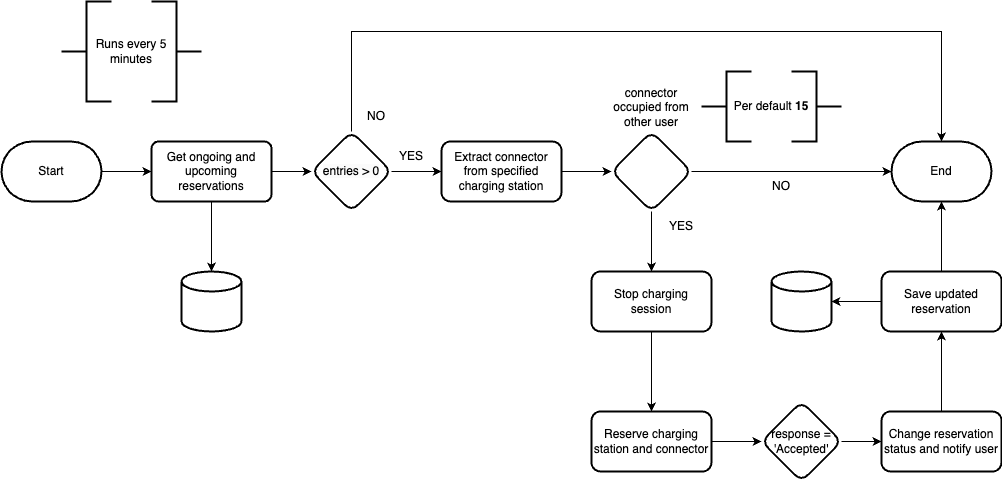 Runs every 5
minutes
NO
connector
occupied from
other user
Per default 15
Start
Get ongoing and
upcoming
reservations
entries > 0
YES
Extract connector
from specified
charging station
NO
End
YES
Stop charging
session
Save updated
reservation
Reserve charging
station and connector
response =
'Accepted'
Change reservation
status and notify user